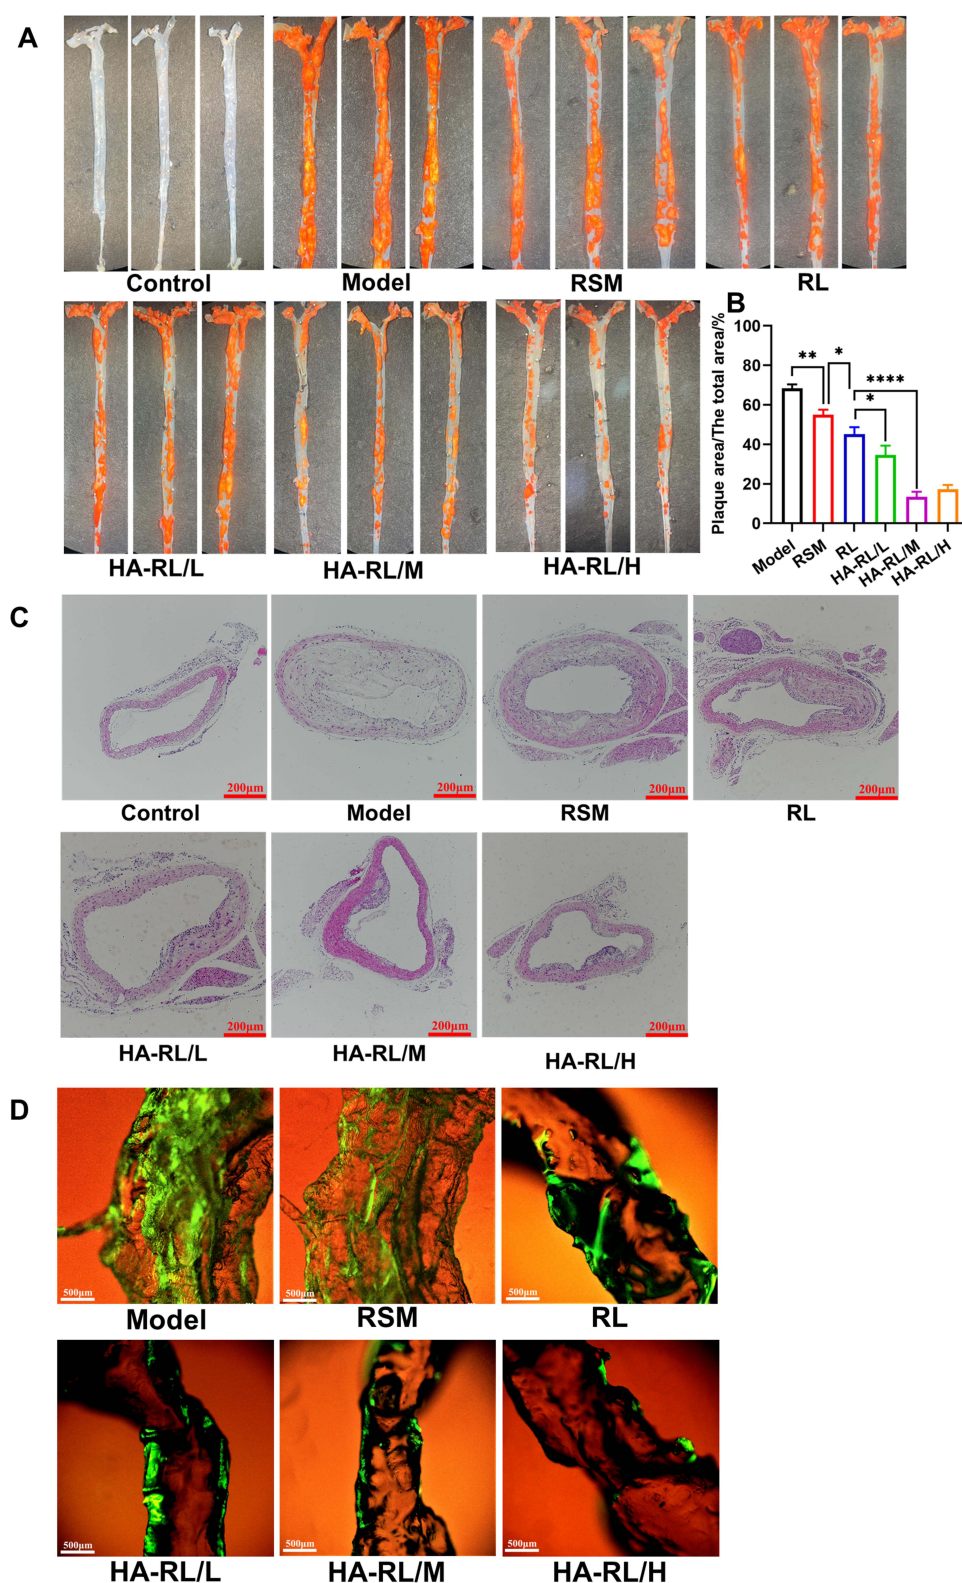 A
Control
Model
RSM
RL
HA-RL/L
HA-RL/M
HA-RL/H
B
Plaque area/The total area/%
100
80
60
40
20
0
**
*
****
*
Model
RSM
RL
HA-RL/L
HA-RL/M
HA-RL/H
C
200μm
200μm
200μm
200μm
Control
Model
RSM
RL
200μm
200μm
200μm
HA-RL/L
HA-RL/M
HA-RL/H
D
500μm
500μm
500μm
Model
RSM
RL
500μm
500μm
500μm
HA-RL/L
HA-RL/M
HA-RL/H